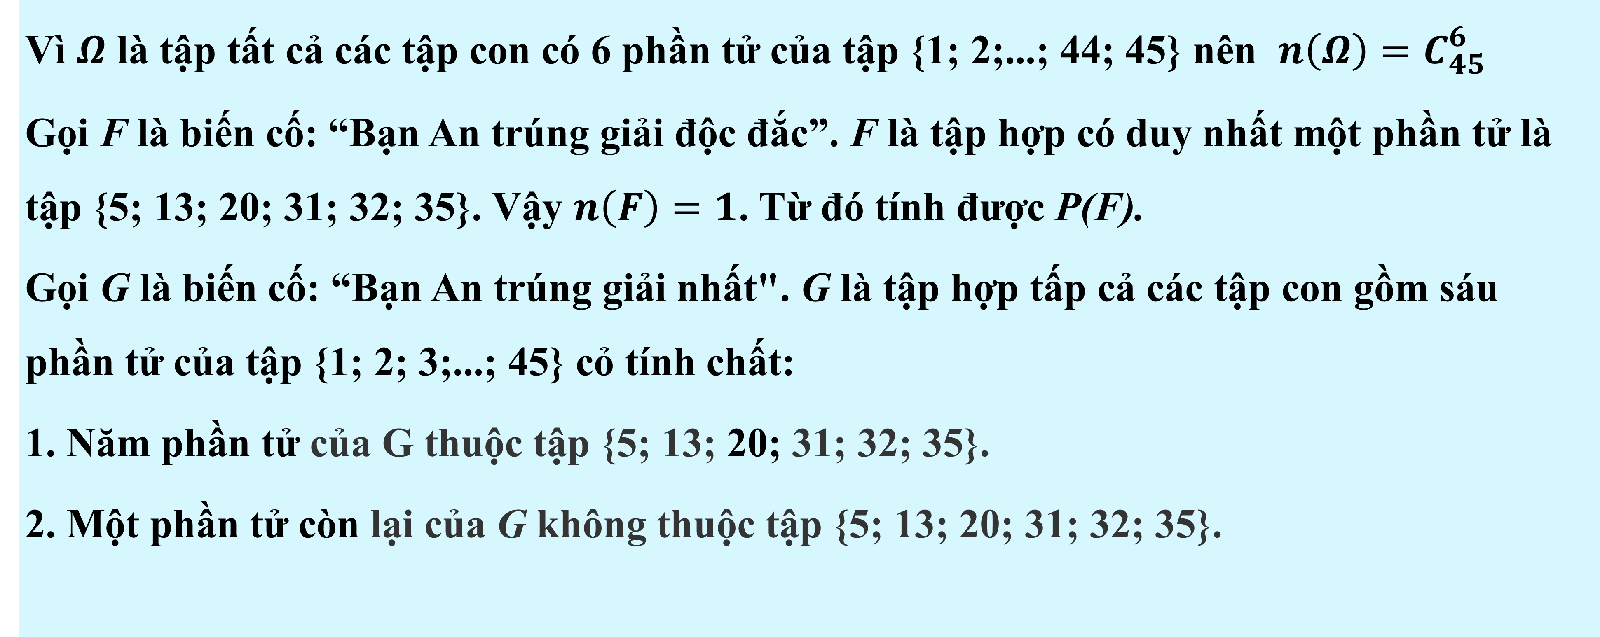 Vì Ω là tập tất cả các tập con có 6 phần tử của tập {1; 2;...; 44; 45} nên n(Ω) = C₄₅⁶
Gọi F là biến cố: “Bạn An trúng giải độc đắc”. F là tập hợp có duy nhất một phần tử là
tập {5; 13; 20; 31; 32; 35}. Vậy n(F) = 1. Từ đó tính được P(F).
Gọi G là biến cố: “Bạn An trúng giải nhất". G là tập hợp tấp cả các tập con gồm sáu
phần tử của tập {1; 2; 3;...; 45} cỏ tính chất:
1. Năm phần tử của G thuộc tập {5; 13; 20; 31; 32; 35}.
2. Một phần tử còn lại của G không thuộc tập {5; 13; 20; 31; 32; 35}.